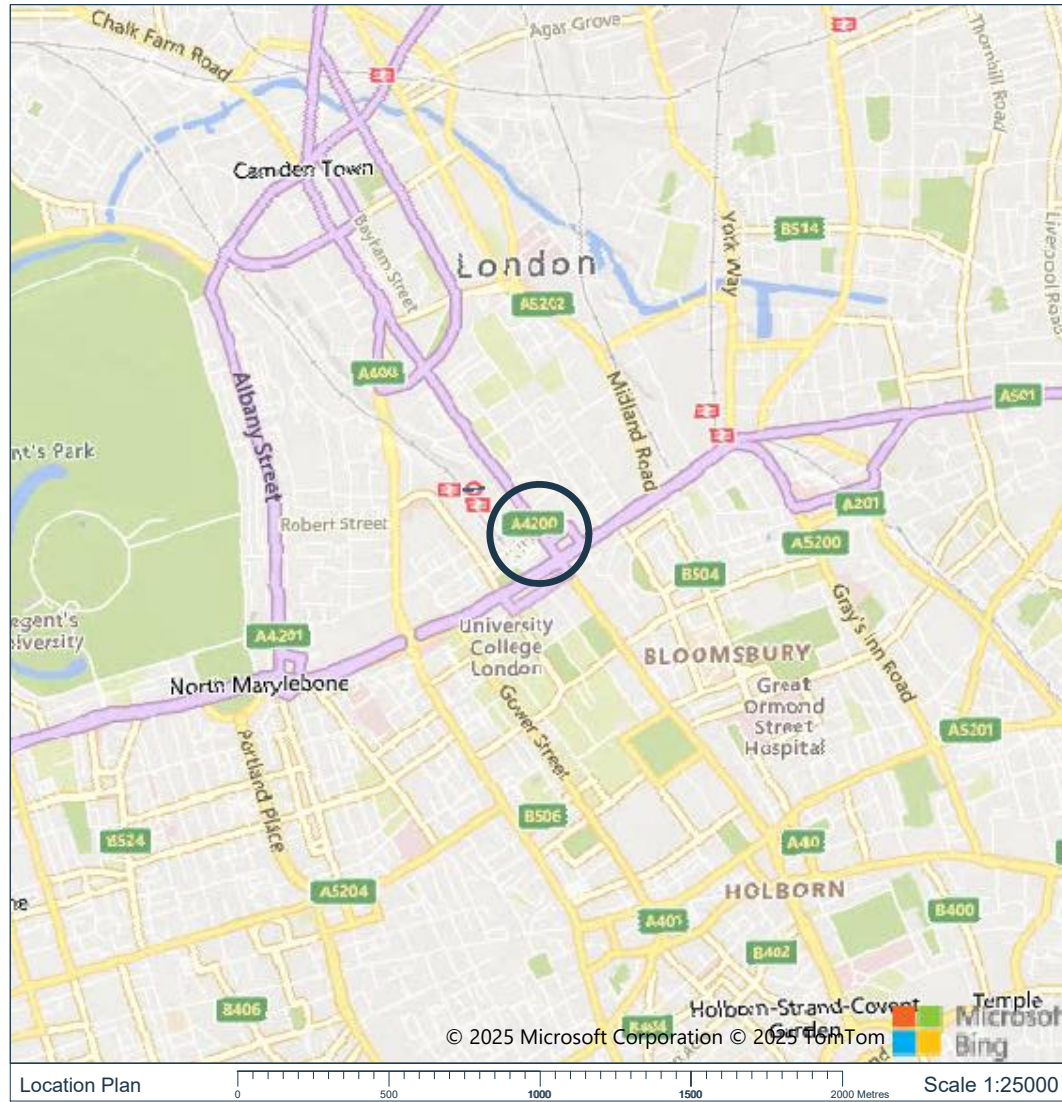 Agar Grove
Chalk Farm Road
Thornhill Road
Camden Town
Bayham Street
London
York Way
B514
A5202
A400
Albany Street
Midland Road
A501
nt's Park
Robert Street
A4200
A201
A5200
B504
egent's
iversity
A4201
University
College
London
BLOOMSBURY
Gray's Inn Road
North Marylebone
Gower Street
Great
Ormond
Street
Hospital
A5201
Portland Place
B506
B524
A40
A5204
HOLBORN
A401
B400
B402
B406
Holborn-Strand-Covent
Garden
Temple
© 2025 Microsoft Corporation © 2025 TomTom
Microsoft
Bing
Location Plan
0
500
1000
1500
2000 Metres
Scale 1:25000